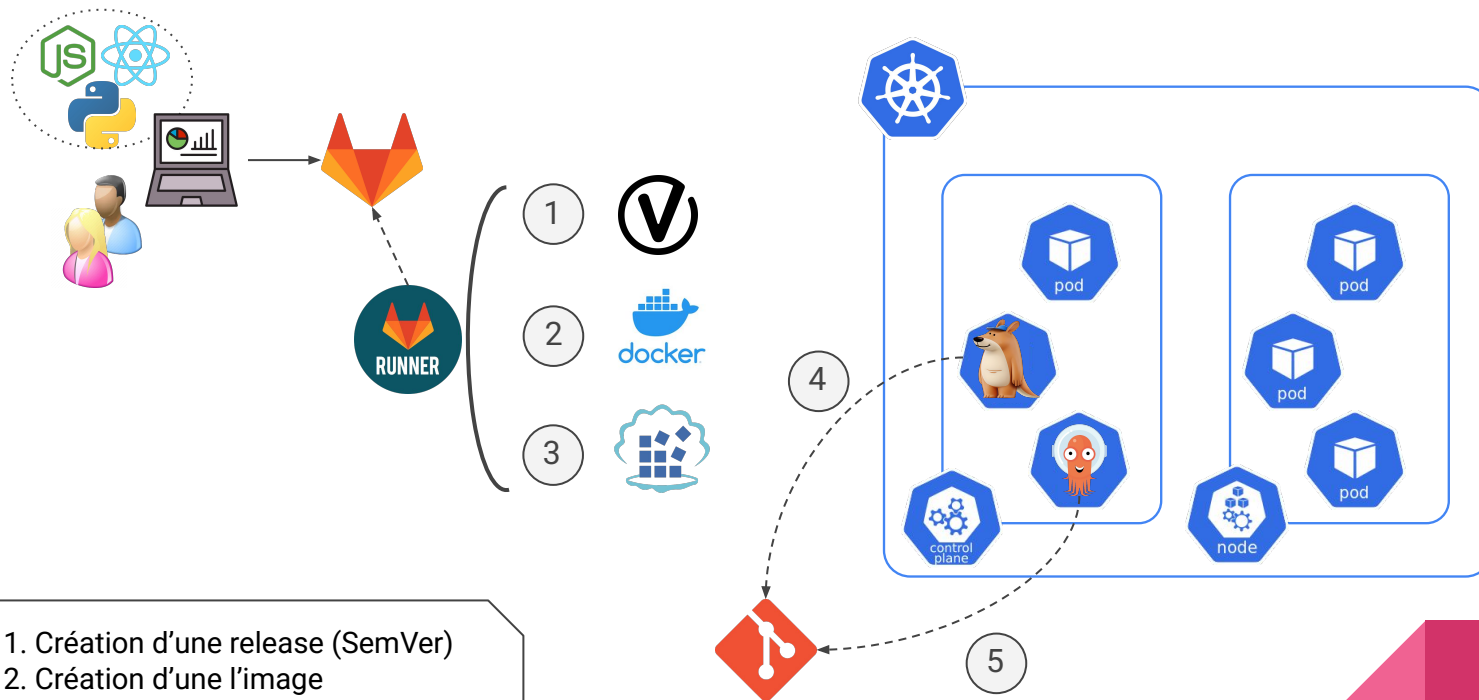 JS
1
V
RUNNER
2
docker
3
4
pod
pod
pod
pod
control
plane
node
5
1. Création d’une release (SemVer)
2. Création d’une l’image